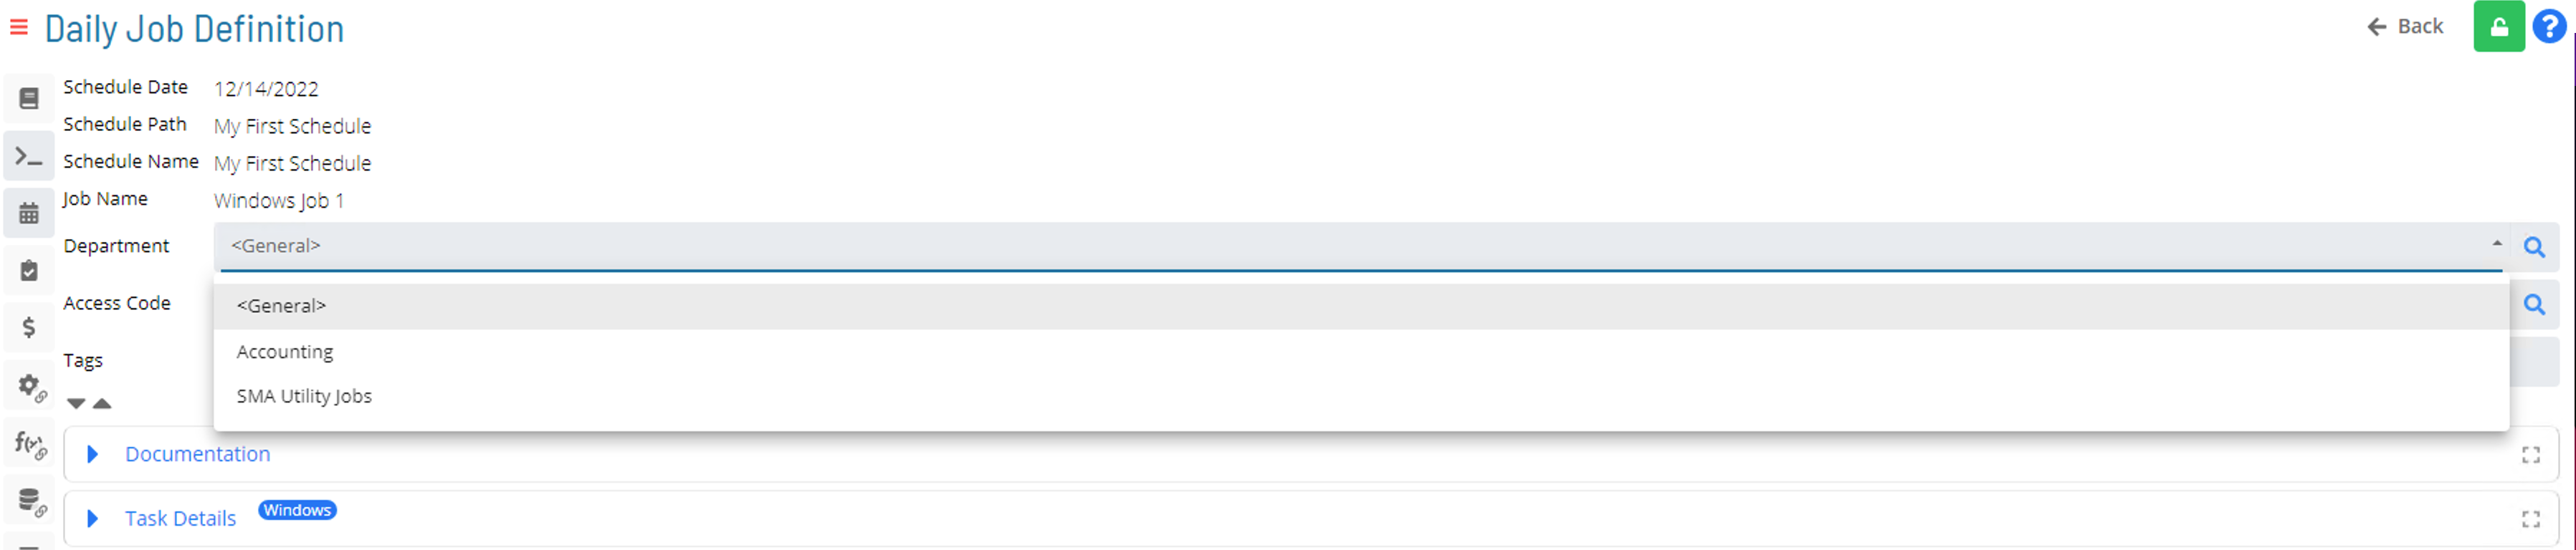 Daily Job Definition
Back
?
Schedule Date 12/14/2022
Schedule Path My First Schedule
Schedule Name My First Schedule
Job Name Windows Job 1
Department <General>
<General>
Access Code
Accounting
Tags
SMA Utility Jobs
Documentation
Task Details Windows